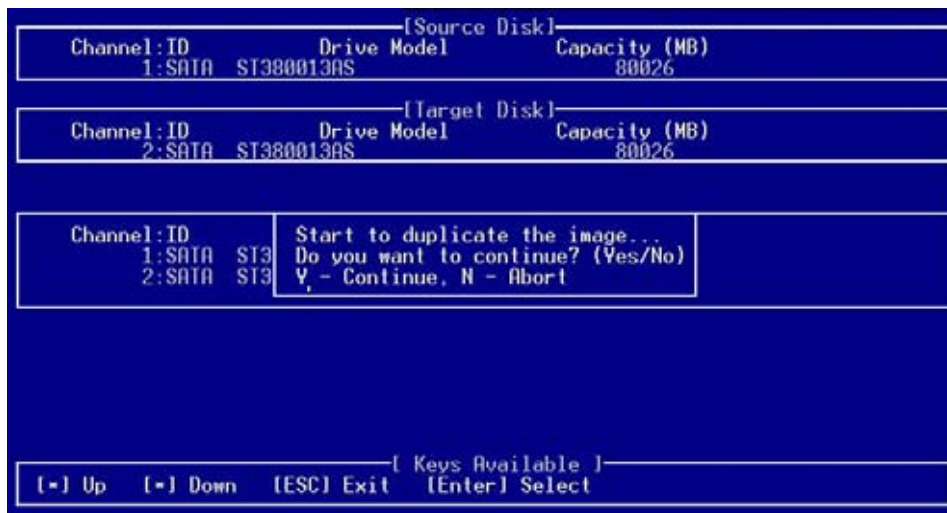 [Source Disk]
Channel:ID Drive Model Capacity (MB)
1:SATA ST380013AS 80026
[Target Disk]
Channel:ID Drive Model Capacity (MB)
2:SATA ST380013AS 80026
Channel:ID Start to duplicate the image...
1:SATA ST3 Do you want to continue? (Yes/No)
2:SATA ST3 Y - Continue, N - Abort
[ Keys Available ]
[-] Up [-] Down [ESC] Exit [Enter] Select